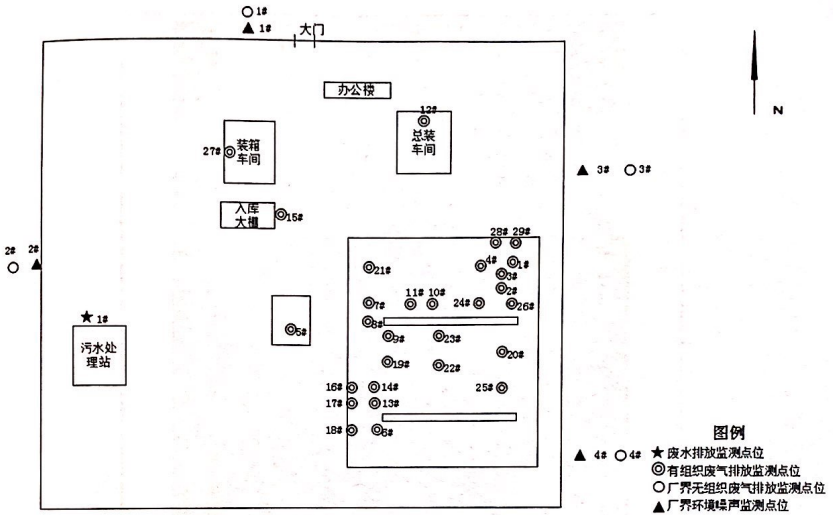 1#
1#
大门
办公楼
12#
N
总装
车间
装箱
车间
27#
3#
3#
入库
大棚
15#
2#
2#
28#
29#
21#
4#
1#
3#
2#
7#
11#
10#
24#
26#
1#
污水处
理站
5#
8#
9#
23#
20#
19#
22#
16#
14#
25#
17#
13#
18#
6#
4#
4#
图例
废水排放监测点位
有组织废气排放监测点位
厂界无组织废气排放监测点位
厂界环境噪声监测点位